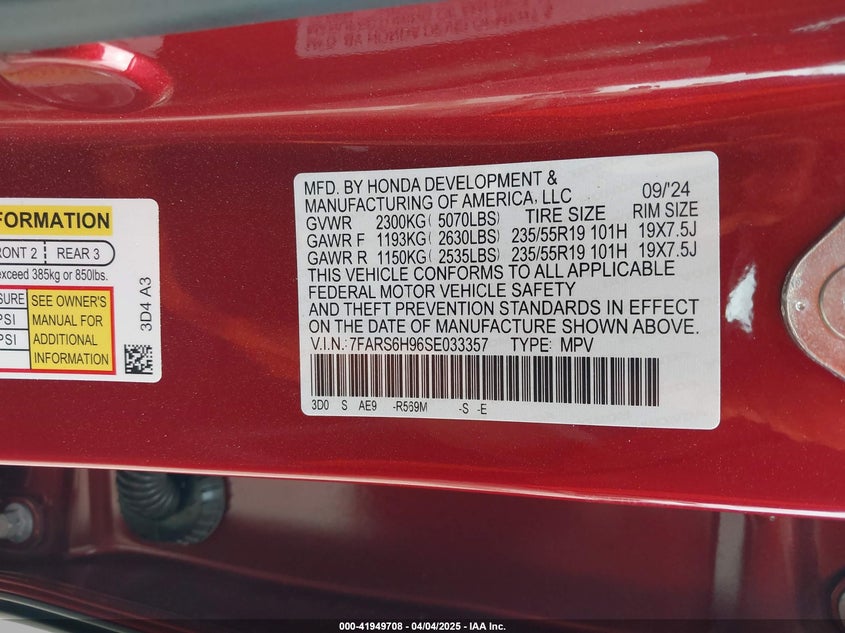 FORMATION
FRONT 2 | REAR 3
exceed 385kg or 850lbs.
SEE OWNER'S
MANUAL FOR
ADDITIONAL
INFORMATION
PSI
PSI
3D4 A3
MFD. BY HONDA DEVELOPMENT &
MANUFACTURING OF AMERICA, LLC 09/'24
GVWR 2300KG( 5070LBS) TIRE SIZE RIM SIZE
GAWR F 1193KG( 2630LBS) 235/55R19 101H 19X7.5J
GAWR R 1150KG( 2535LBS) 235/55R19 101H 19X7.5J
THIS VEHICLE CONFORMS TO ALL APPLICABLE
FEDERAL MOTOR VEHICLE SAFETY
AND THEFT PREVENTION STANDARDS IN EFFECT
ON THE DATE OF MANUFACTURE SHOWN ABOVE.
V.I.N.: 7FARS6H96SE033357 TYPE: MPV
3D0 S AE9 -R569M -S -E
000-41949708 - 04/04/2025 - IAA Inc.